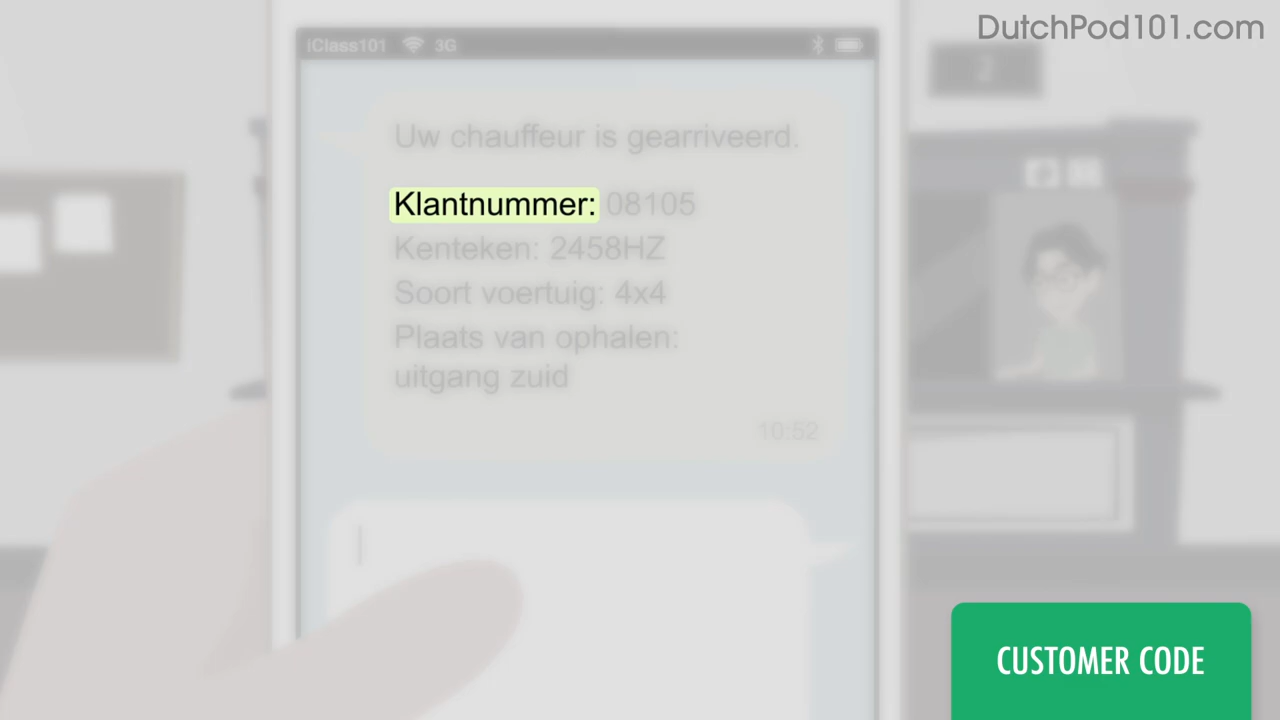 DutchPod101.com
iClass101 3G
2
Uw chauffeur is gearriveerd.
Klantnummer: 08105
Kenteken: 2458HZ
Soort voertuig: 4x4
Plaats van ophalen:
uitgang zuid
10:52
CUSTOMER CODE